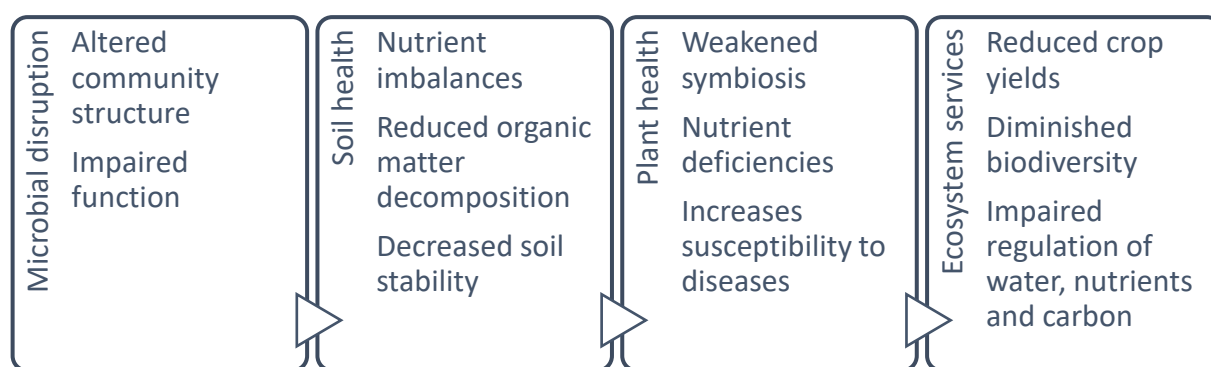 Microbial disruption
Altered
community
structure
Impaired
function
Soil health
Nutrient
imbalances
Reduced organic
matter
decomposition
Decreased soil
stability
Plant health
Weakened
symbiosis
Nutrient
deficiencies
Increases
susceptibility to
diseases
Ecosystem services
Reduced crop
yields
Diminished
biodiversity
Impaired
regulation of
water, nutrients
and carbon